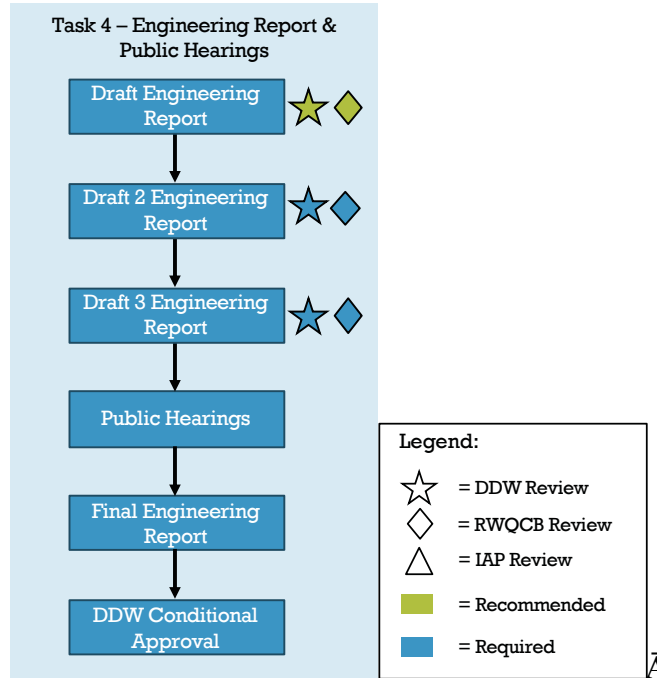 Task 4 – Engineering Report &
Public Hearings
Draft Engineering
Report
Draft 2 Engineering
Report
Draft 3 Engineering
Report
Public Hearings
Final Engineering
Report
DDW Conditional
Approval
Legend:
= DDW Review
= RWQCB Review
= IAP Review
= Recommended
= Required